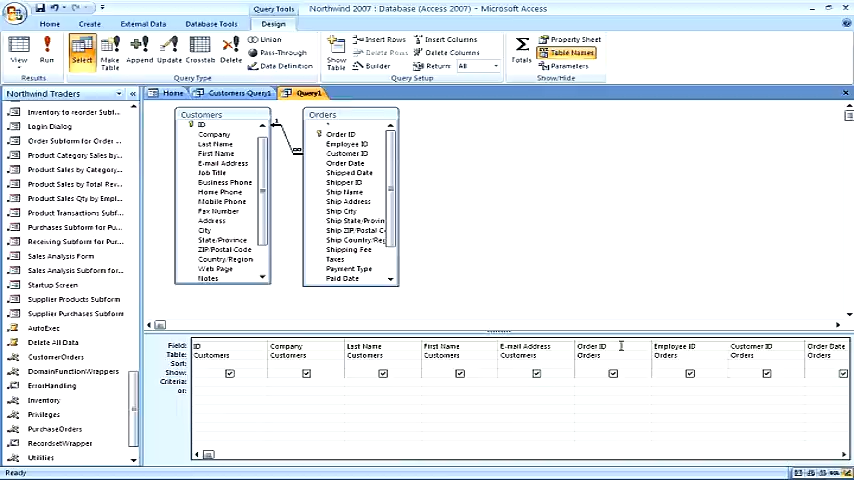 Query Tools
Northwind 2007 : Database (Access 2007) - Microsoft Access
Home
Create
External Data
Database Tools
Design
View
Run
Select
Make Table
Append
Update
Crosstab
Delete
Union
Pass-Through
Data Definition
Show Table
Insert Rows
Delete Rows
Builder
Insert Columns
Delete Columns
Return: All
Totals
Property Sheet
Table Names
Parameters
Results
Query Type
Query Setup
Show/Hide
Northwind Traders
«
Home
Customers Query1
Query1
Inventory to reorder Subf...
Login Dialog
Order Subform for Order ...
Product Category Sales by...
Product Sales by Category...
Product Sales by Total Rev...
Product Sales Qty by Empl...
Product Transactions Subf...
Purchases Subform for Pu...
Receiving Subform for Pur...
Sales Analysis Form
Sales Analysis Subform for...
Startup Screen
Supplier Products Subform
Supplier Purchases Subform
AutoExec
Delete All Data
CustomerOrders
DomainFunctionWrappers
ErrorHandling
Inventory
Privileges
PurchaseOrders
RecordsetWrapper
Utilities
Customers
ID
Company
Last Name
First Name
E-mail Address
Job Title
Business Phone
Home Phone
Mobile Phone
Fax Number
Address
City
State/Province
ZIP/Postal Code
Country/Region
Web Page
Notes
1
∞
Orders
*
Order ID
Employee ID
Customer ID
Order Date
Shipped Date
Shipper ID
Ship Name
Ship Address
Ship City
Ship State/Provin
Ship ZIP/Postal C
Ship Country/Reg
Shipping Fee
Taxes
Payment Type
Paid Date
Field: ID Company Last Name First Name E-mail Address Order ID Employee ID Customer ID Order Date
Table: Customers Customers Customers Customers Customers Orders Orders Orders Orders
Sort:
Show:
Criteria:
or:
Ready
SQL